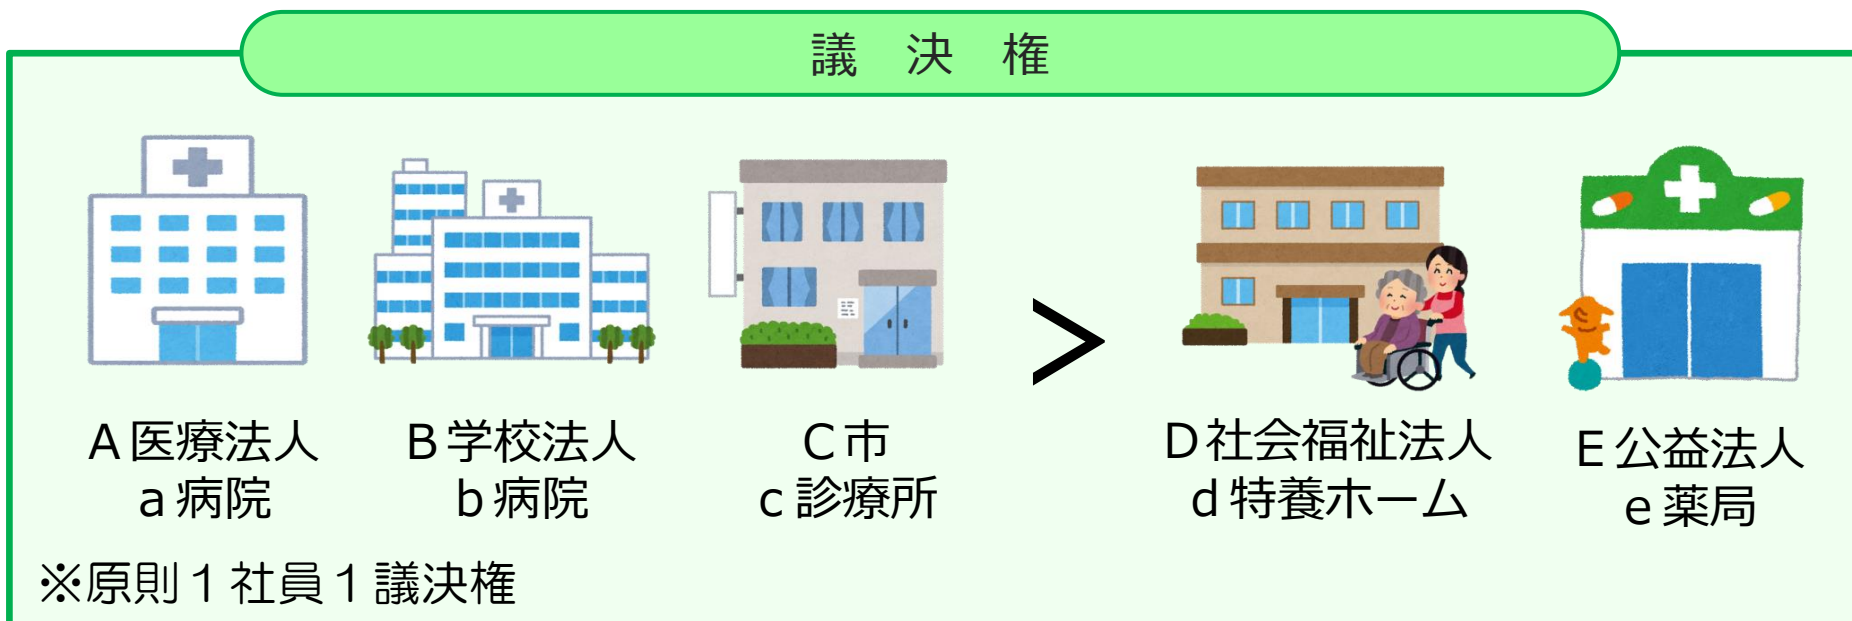 議 決 権
A医療法人
a病院
B学校法人
b病院
C市
c診療所
>
D社会福祉法人
d特養ホーム
E公益法人
e薬局
※原則1社員1議決権